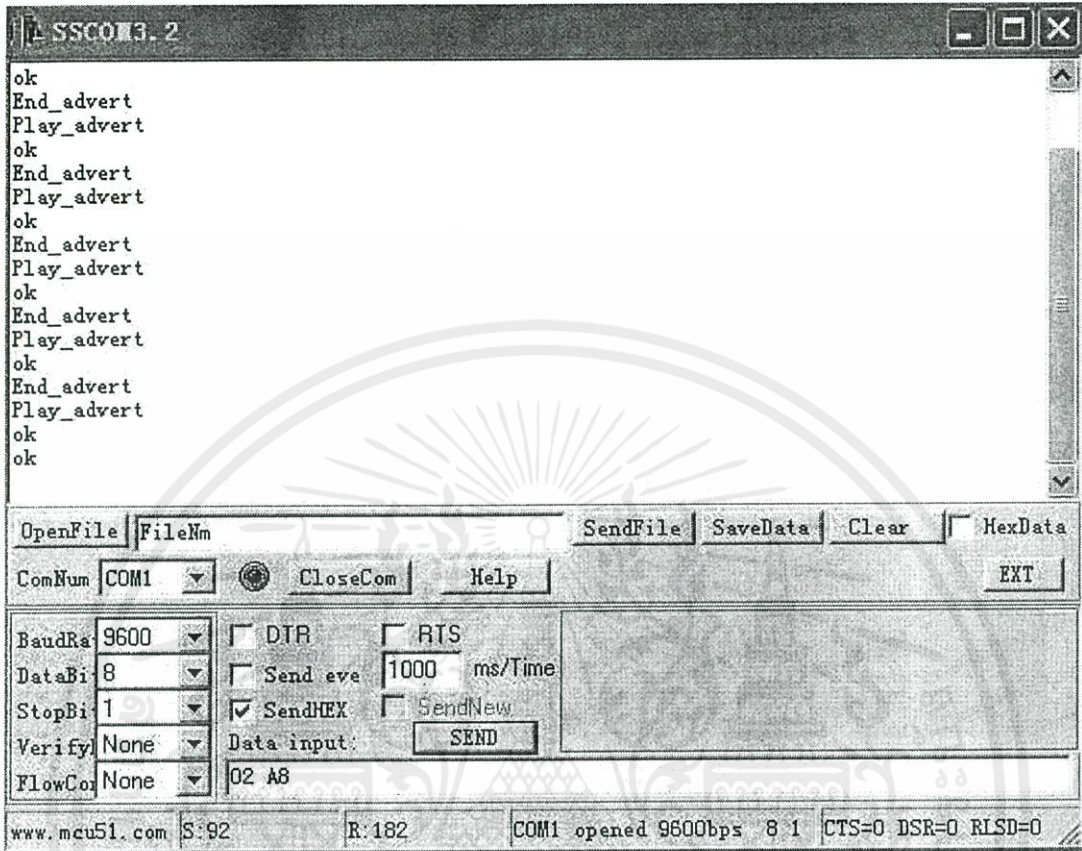 SSCOM3.2
ok
End_advert
Play_advert
ok
End_advert
Play_advert
ok
End_advert
Play_advert
ok
End_advert
Play_advert
ok
End_advert
Play_advert
ok
ok
OpenFile FileNm SendFile SaveData Clear HexData
ComNum COM1 CloseCom Help EXT
BaudRa 9600 DTR RTS
DataBi 8 Send eve 1000 ms/Time
StopBi 1 SendHEX SendNew
Verify None Data input: SEND
FlowCo None 02 A8
www.mcu51.com S:92 R:182 COM1 opened 9600bps 8 1 CTS=0 DSR=0 RLSD=0